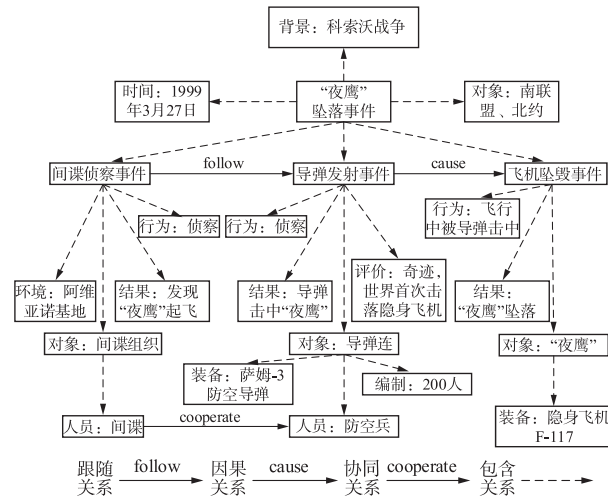 背景：科索沃战争
时间：1999
年3月27日
“夜鹰”
坠落事件
对象：南联
盟、北约
间谍侦察事件
follow
导弹发射事件
cause
飞机坠毁事件
行为：侦察
行为：侦察
行为：飞行
中被导弹击中
环境：阿维
亚诺基地
结果：发现
“夜鹰”起飞
结果：导弹
击中“夜鹰”
评价：奇迹，
世界首次击
落隐身飞机
结果：
“夜鹰”坠落
对象：间谍组织
对象：导弹连
对象：“夜鹰”
装备：萨姆-3
防空导弹
编制：200人
人员：间谍
cooperate
人员：防空兵
装备：隐身飞机
F-117
跟随
关系
follow
因果
关系
cause
协同
关系
cooperate
包含
关系